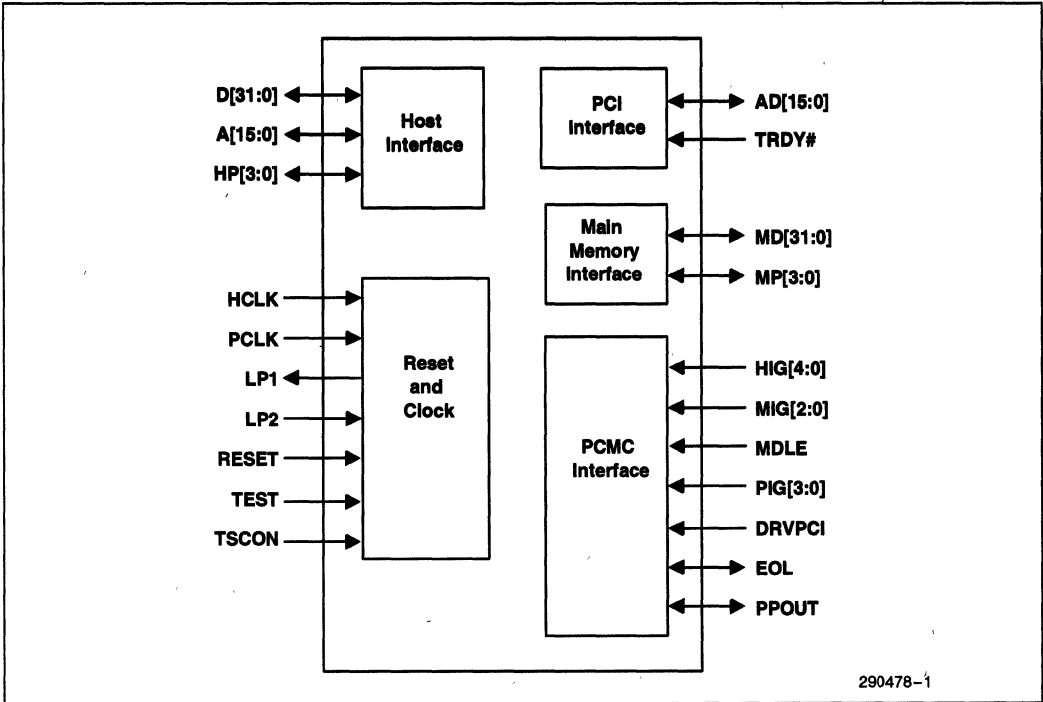 D[31:0]
A[15:0]
HP[3:0]
Host
Interface
PCI
Interface
AD[15:0]
TRDY#
Main
Memory
Interface
MD[31:0]
MP[3:0]
HCLK
PCLK
LP1
LP2
RESET
TEST
TSCON
Reset
and
Clock
PCMC
Interface
HIG[4:0]
MIG[2:0]
MDLE
PIG[3:0]
DRVPCI
EOL
PPOUT
290478-1